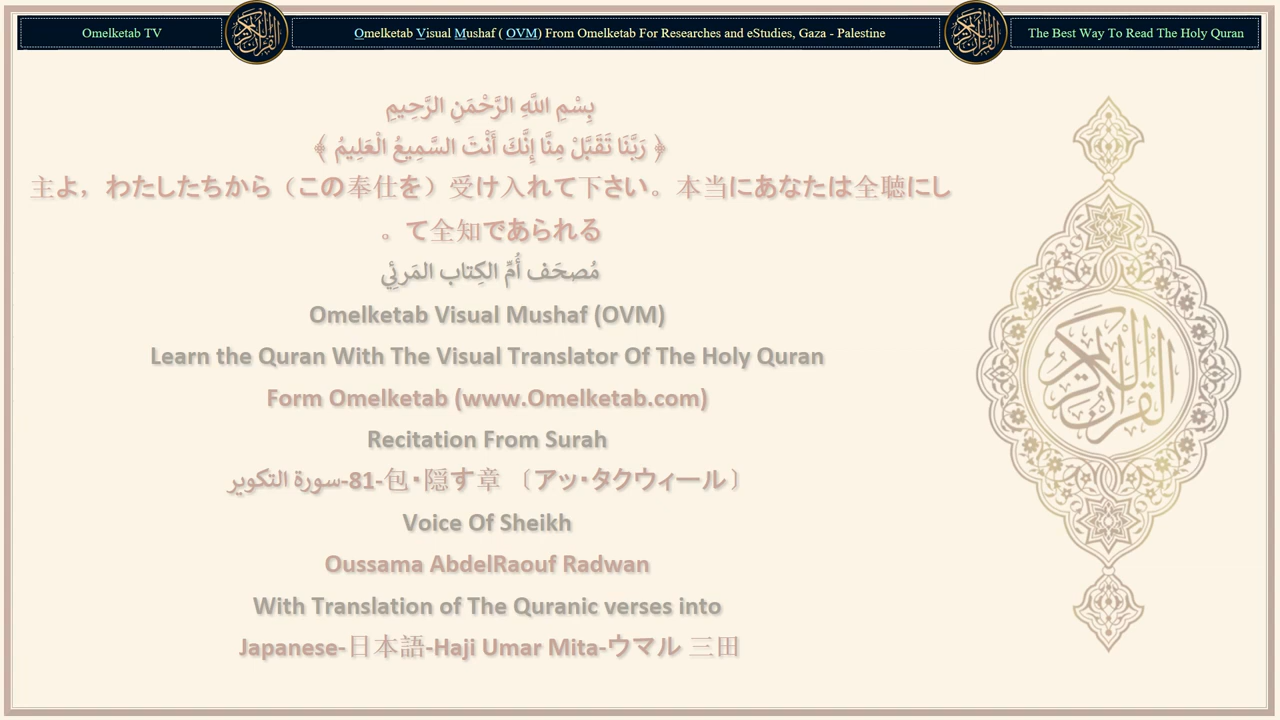 Omelketab TV
Omelketab Visual Mushaf ( OVM) From Omelketab For Researches and eStudies, Gaza - Palestine
The Best Way To Read The Holy Quran
بِسْمِ اللَّهِ الرَّحْمَنِ الرَّحِيمِ
﴿ رَبَّنَا تَقَبَّلْ مِنَّا إِنَّكَ أَنْتَ السَّمِيعُ الْعَلِيمُ ﴾
主よ，わたしたちから（この奉仕を）受け入れて下さい。本当にあなたは全聴にし
。て全知であられる
مُصحَف أُمِّ الكِتاب المَرئِي
Omelketab Visual Mushaf (OVM)
Learn the Quran With The Visual Translator Of The Holy Quran
Form Omelketab (www.Omelketab.com)
Recitation From Surah
سورة التكوير-81-包・隠す章 〔アッ・タクウィール〕
Voice Of Sheikh
Oussama AbdelRaouf Radwan
With Translation of The Quranic verses into
Japanese-日本語-Haji Umar Mita-ウマル 三田
القرآن الكريم